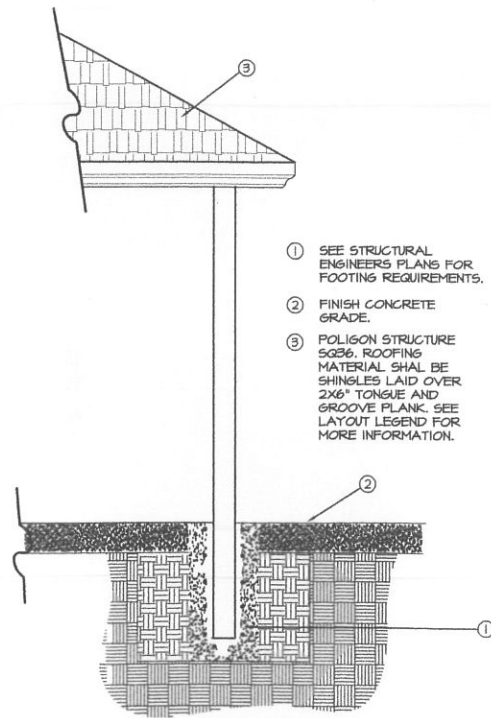 3
1 SEE STRUCTURAL
ENGINEERS PLANS FOR
FOOTING REQUIREMENTS.
2 FINISH CONCRETE
GRADE.
3 POLIGON STRUCTURE
SQ36. ROOFING
MATERIAL SHAL BE
SHINGLES LAID OVER
2X6" TONGUE AND
GROOVE PLANK. SEE
LAYOUT LEGEND FOR
MORE INFORMATION.
2
1